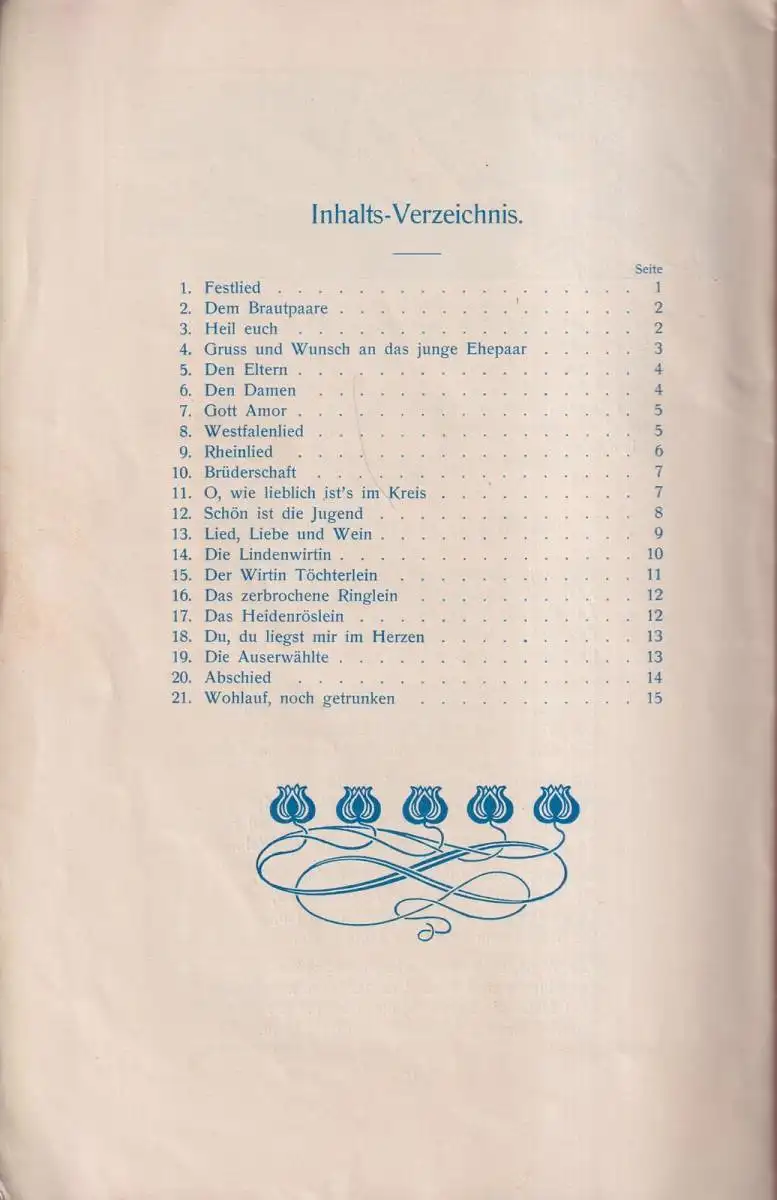 Inhalts-Verzeichnis.
Seite
1. Festlied . . . . . . . . . . . . . . . . . . 1
2. Dem Brautpaare . . . . . . . . . . . . . . . 2
3. Heil euch . . . . . . . . . . . . . . . . . 2
4. Gruss und Wunsch an das junge Ehepaar . . . . . 3
5. Den Eltern . . . . . . . . . . . . . . . . . 4
6. Den Damen . . . . . . . . . . . . . . . . 4
7. Gott Amor . . . . . . . . . . . . . . . . . 5
8. Westfalenlied . . . . . . . . . . . . . . . . 5
9. Rheinlied . . . . . . . . . . . . . . . . . 6
10. Brüderschaft . . . . . . . . . . . . . . . . 7
11. O, wie lieblich ist's im Kreis . . . . . . . . . . 7
12. Schön ist die Jugend . . . . . . . . . . . . . 8
13. Lied, Liebe und Wein . . . . . . . . . . . . . 9
14. Die Lindenwirtin . . . . . . . . . . . . . . . 10
15. Der Wirtin Töchterlein . . . . . . . . . . . . 11
16. Das zerbrochene Ringlein . . . . . . . . . . . 12
17. Das Heidenröslein . . . . . . . . . . . . . . 12
18. Du, du liegst mir im Herzen . . . . . . . . . . 13
19. Die Auserwählte . . . . . . . . . . . . . . . 13
20. Abschied . . . . . . . . . . . . . . . . . 14
21. Wohlauf, noch getrunken . . . . . . . . . . . 15